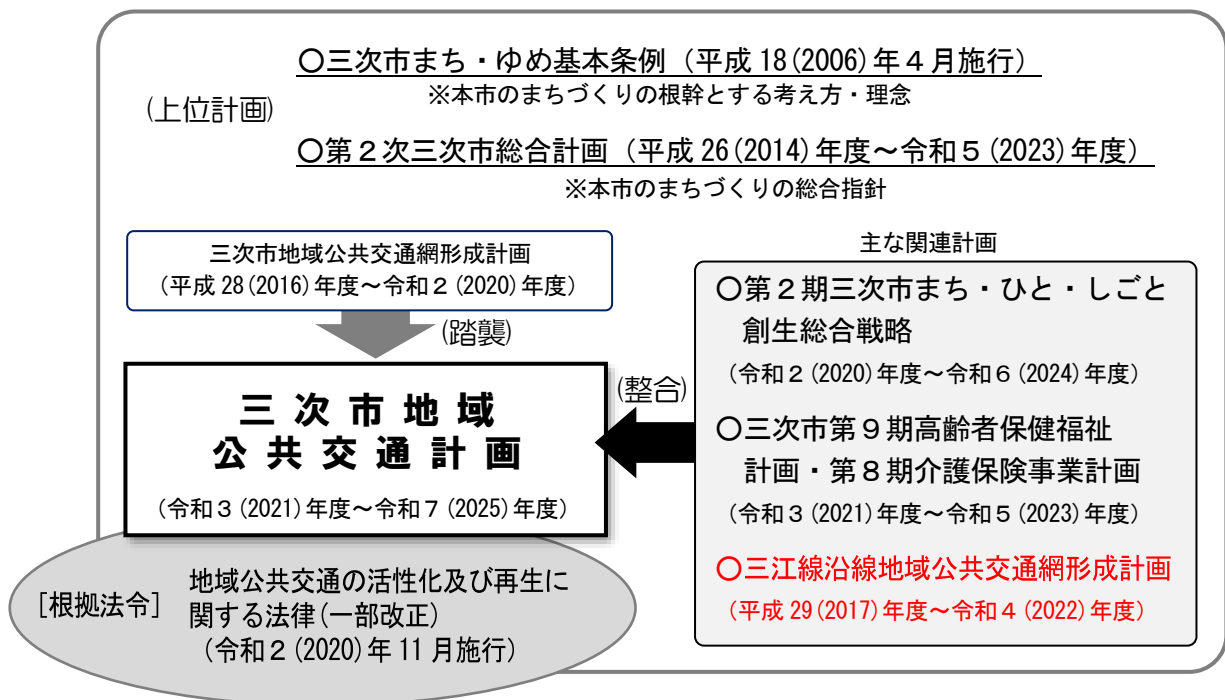 (上位計画)
〇三次市まち・ゆめ基本条例（平成18(2006)年４月施行）
※本市のまちづくりの根幹とする考え方・理念
〇第２次三次市総合計画（平成26(2014)年度～令和５(2023)年度）
※本市のまちづくりの総合指針
三次市地域公共交通網形成計画
（平成28(2016)年度～令和２(2020)年度）
(踏襲)
三次市地域
公共交通計画
（令和３(2021)年度～令和７(2025)年度）
[根拠法令]
地域公共交通の活性化及び再生に
関する法律(一部改正)
（令和２(2020)年11月施行）
(整合)
主な関連計画
〇第２期三次市まち・ひと・しごと
創生総合戦略
（令和２(2020)年度～令和６(2024)年度）
〇三次市第９期高齢者保健福祉
計画・第８期介護保険事業計画
（令和３(2021)年度～令和５(2023)年度）
〇三江線沿線地域公共交通網形成計画
（平成29(2017)年度～令和４(2022)年度）